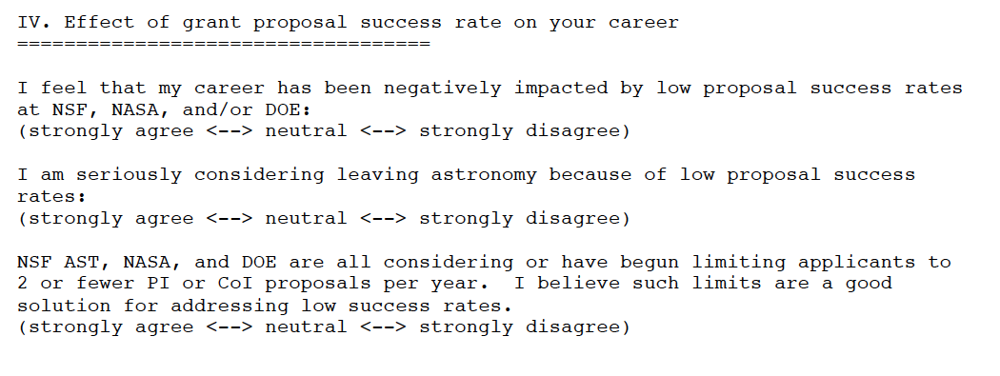 IV. Effect of grant proposal success rate on your career
===================================
I feel that my career has been negatively impacted by low proposal success rates
at NSF, NASA, and/or DOE:
(strongly agree <--> neutral <--> strongly disagree)
I am seriously considering leaving astronomy because of low proposal success
rates:
(strongly agree <--> neutral <--> strongly disagree)
NSF AST, NASA, and DOE are all considering or have begun limiting applicants to
2 or fewer PI or CoI proposals per year.  I believe such limits are a good
solution for addressing low success rates.
(strongly agree <--> neutral <--> strongly disagree)